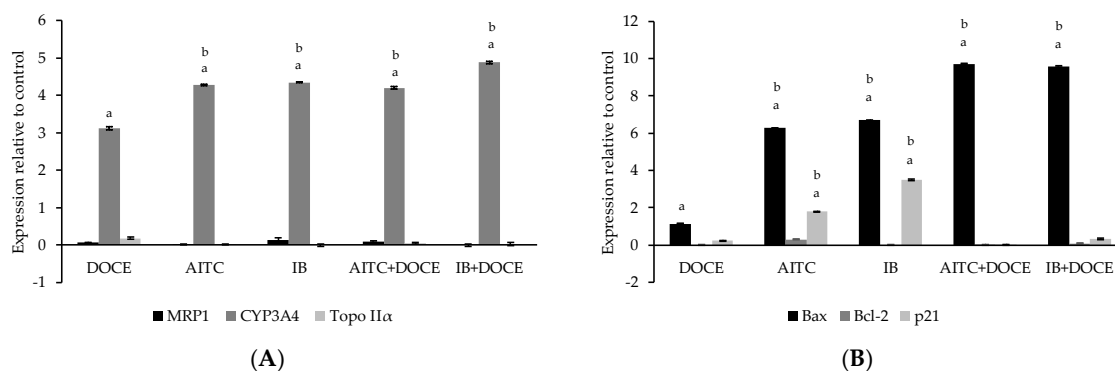 Expression relative to control
6
5
4
3
2
1
0
-1
a
b
a
b
a
b
a
b
a
DOCE AITC IB AITC+DOCE IB+DOCE
MRP1 CYP3A4 Topo IIα
(A)
Expression relative to control
12
10
8
6
4
2
0
-2
a
b
a
b
a
b
a
b
a
b
b
a
DOCE AITC IB AITC+DOCE IB+DOCE
Bax Bcl-2 p21
(B)